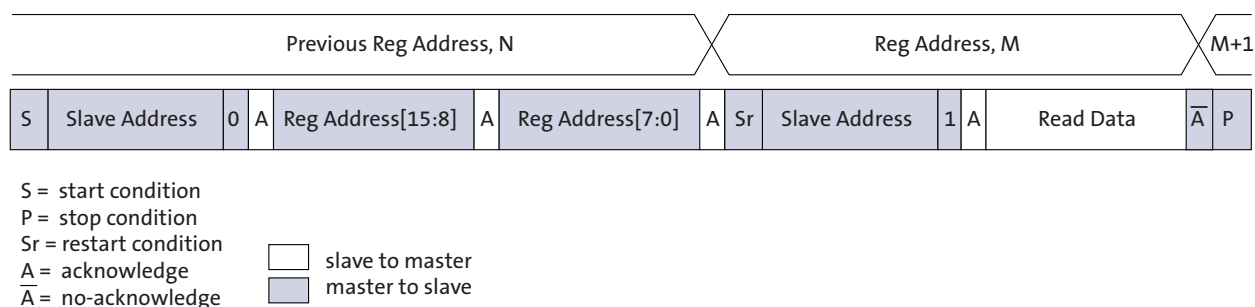 Previous Reg Address, N Reg Address, M M+1
S Slave Address 0 A Reg Address[15:8] A Reg Address[7:0] A Sr Slave Address 1 A Read Data A̅ P
S = start condition
P = stop condition
Sr = restart condition
A = acknowledge
A̅ = no-acknowledge
slave to master
master to slave